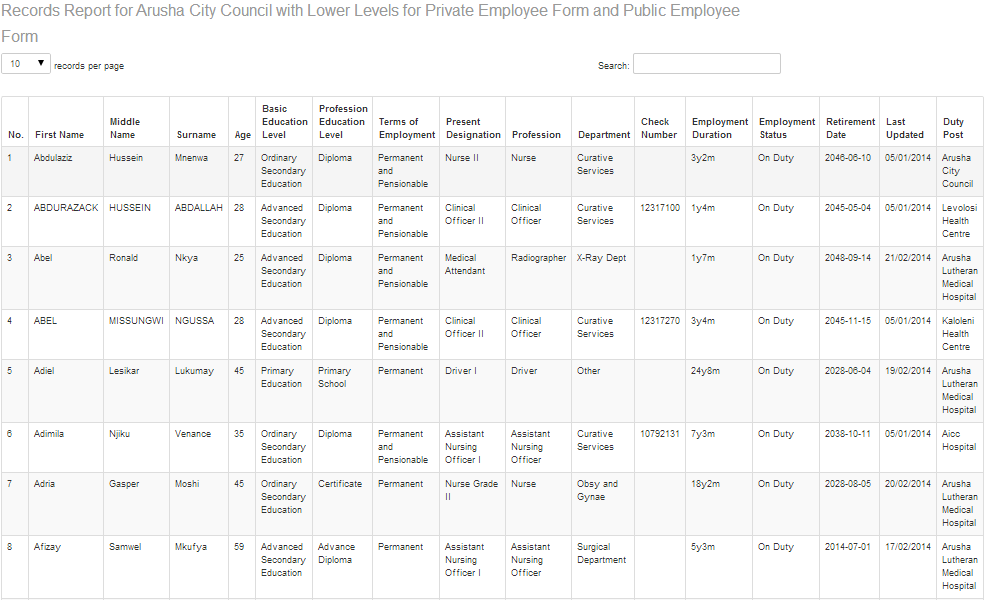 Records Report for Arusha City Council with Lower Levels for Private Employee Form and Public Employee
Form
10 records per page Search:
No. First Name Middle Name Surname Age Basic Education Level Profession Education Level Terms of Employment Present Designation Profession Department Check Number Employment Duration Employment Status Retirement Date Last Updated Duty Post
1 Abdulaziz Hussein Mnenwa 27 Ordinary Secondary Education Diploma Permanent and Pensionable Nurse II Nurse Curative Services 3y2m On Duty 2046-06-10 05/01/2014 Arusha City Council
2 ABDURAZACK HUSSEIN ABDALLAH 28 Advanced Secondary Education Diploma Permanent and Pensionable Clinical Officer II Clinical Officer Curative Services 12317100 1y4m On Duty 2045-05-04 05/01/2014 Levolosi Health Centre
3 Abel Ronald Nkya 25 Advanced Secondary Education Diploma Permanent and Pensionable Medical Attendant Radiographer X-Ray Dept 1y7m On Duty 2048-09-14 21/02/2014 Arusha Lutheran Medical Hospital
4 ABEL MISSUNGWI NGUSSA 28 Advanced Secondary Education Diploma Permanent and Pensionable Clinical Officer II Clinical Officer Curative Services 12317270 3y4m On Duty 2045-11-15 05/01/2014 Kaloleni Health Centre
5 Adiel Lesikar Lukumay 45 Primary Education Primary School Permanent Driver I Driver Other 24y8m On Duty 2028-06-04 19/02/2014 Arusha Lutheran Medical Hospital
6 Adimila Njiku Venance 35 Ordinary Secondary Education Diploma Permanent and Pensionable Assistant Nursing Officer I Assistant Nursing Officer Curative Services 10792131 7y3m On Duty 2038-10-11 05/01/2014 Aicc Hospital
7 Adria Gasper Moshi 45 Ordinary Secondary Education Certificate Permanent Nurse Grade II Nurse Obsy and Gynae 18y2m On Duty 2028-08-05 20/02/2014 Arusha Lutheran Medical Hospital
8 Afizay Samwel Mkufya 59 Advanced Secondary Education Advance Diploma Permanent Assistant Nursing Officer I Assistant Nursing Officer Surgical Department 5y3m On Duty 2014-07-01 17/02/2014 Arusha Lutheran Medical Hospital